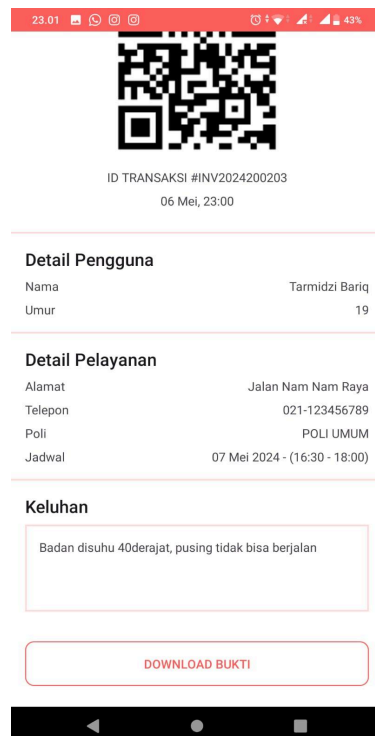 23.01 43%
ID TRANSAKSI #INV2024200203
06 Mei, 23:00
Detail Pengguna
Nama Tarmidzi Bariq
Umur 19
Detail Pelayanan
Alamat Jalan Nam Nam Raya
Telepon 021-123456789
Poli POLI UMUM
Jadwal 07 Mei 2024 - (16:30 - 18:00)
Keluhan
Badan disuhu 40derajat, pusing tidak bisa berjalan
DOWNLOAD BUKTI